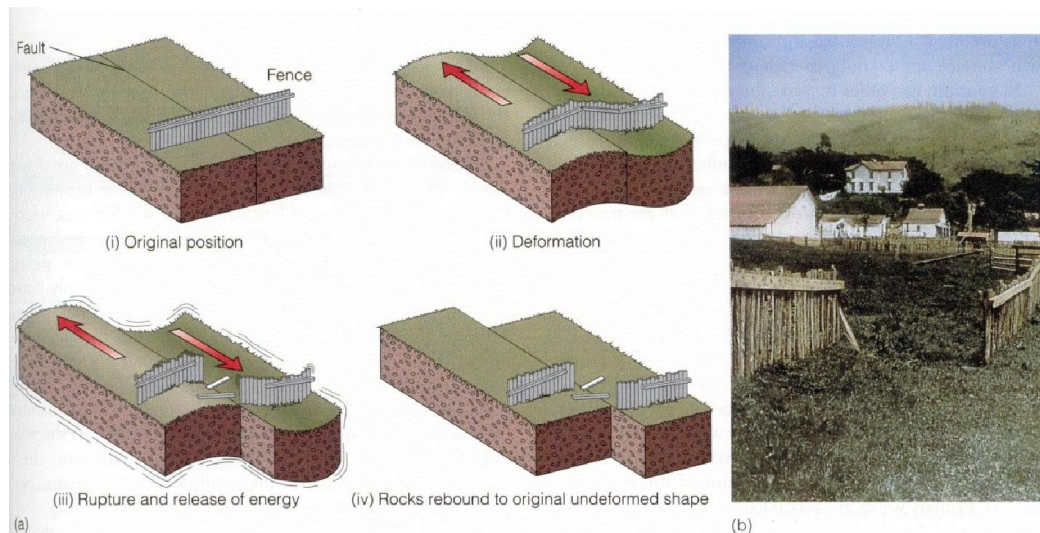 Fault
Fence
(i) Original position
(ii) Deformation
(iii) Rupture and release of energy
(iv) Rocks rebound to original undeformed shape
(a)
(b)